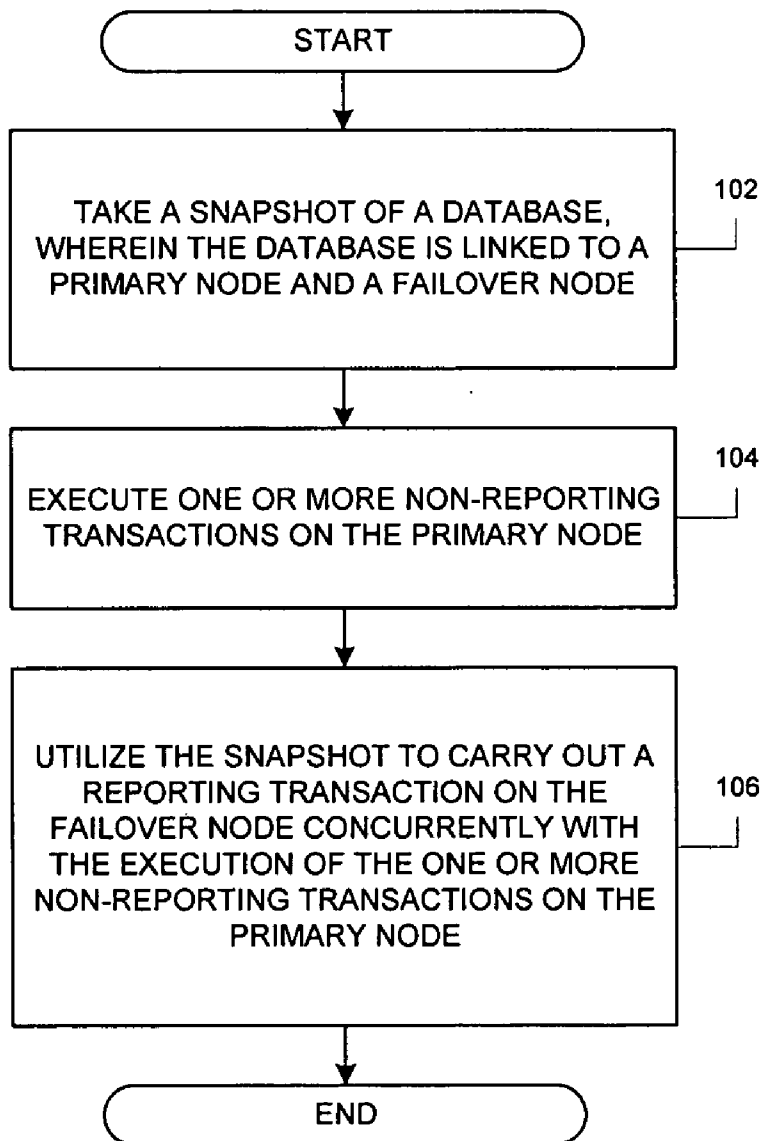 START
TAKE A SNAPSHOT OF A DATABASE,
WHEREIN THE DATABASE IS LINKED TO A
PRIMARY NODE AND A FAILOVER NODE
102
EXECUTE ONE OR MORE NON-REPORTING
TRANSACTIONS ON THE PRIMARY NODE
104
UTILIZE THE SNAPSHOT TO CARRY OUT A
REPORTING TRANSACTION ON THE
FAILOVER NODE CONCURRENTLY WITH
THE EXECUTION OF THE ONE OR MORE
NON-REPORTING TRANSACTIONS ON THE
PRIMARY NODE
106
END